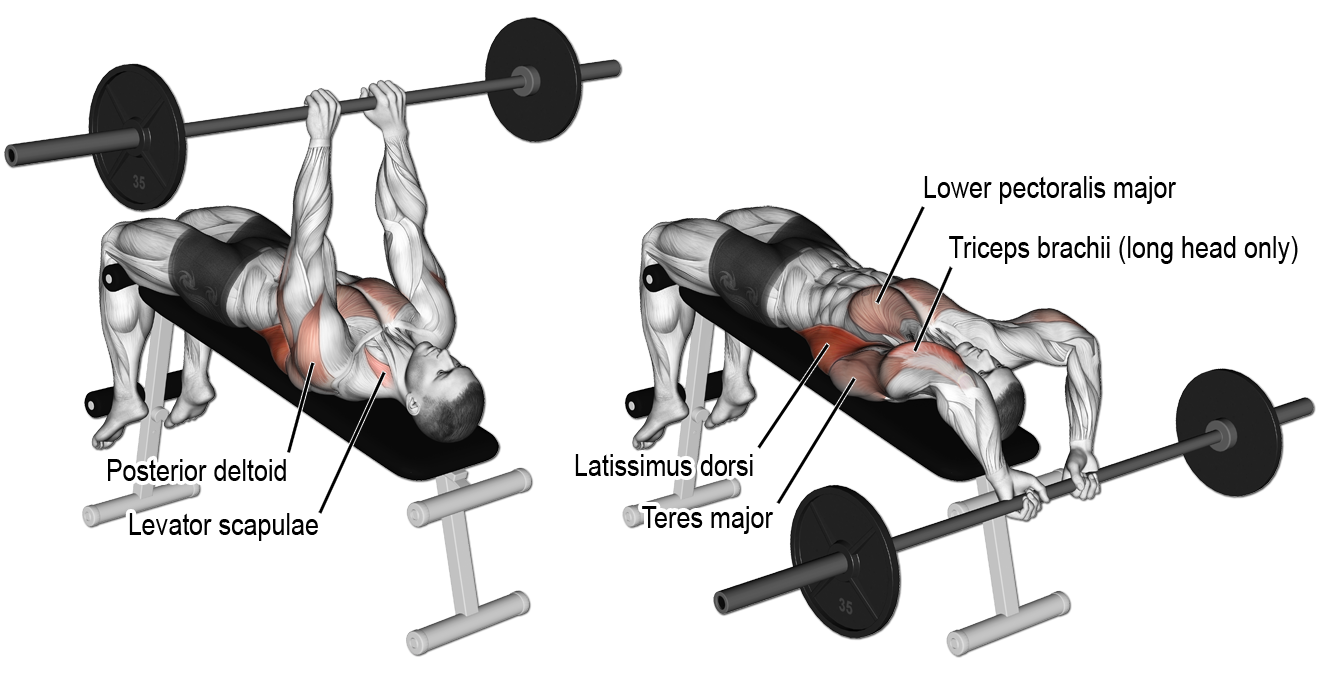 35
Posterior deltoid
Levator scapulae
Lower pectoralis major
Triceps brachii (long head only)
Latissimus dorsi
Teres major
35